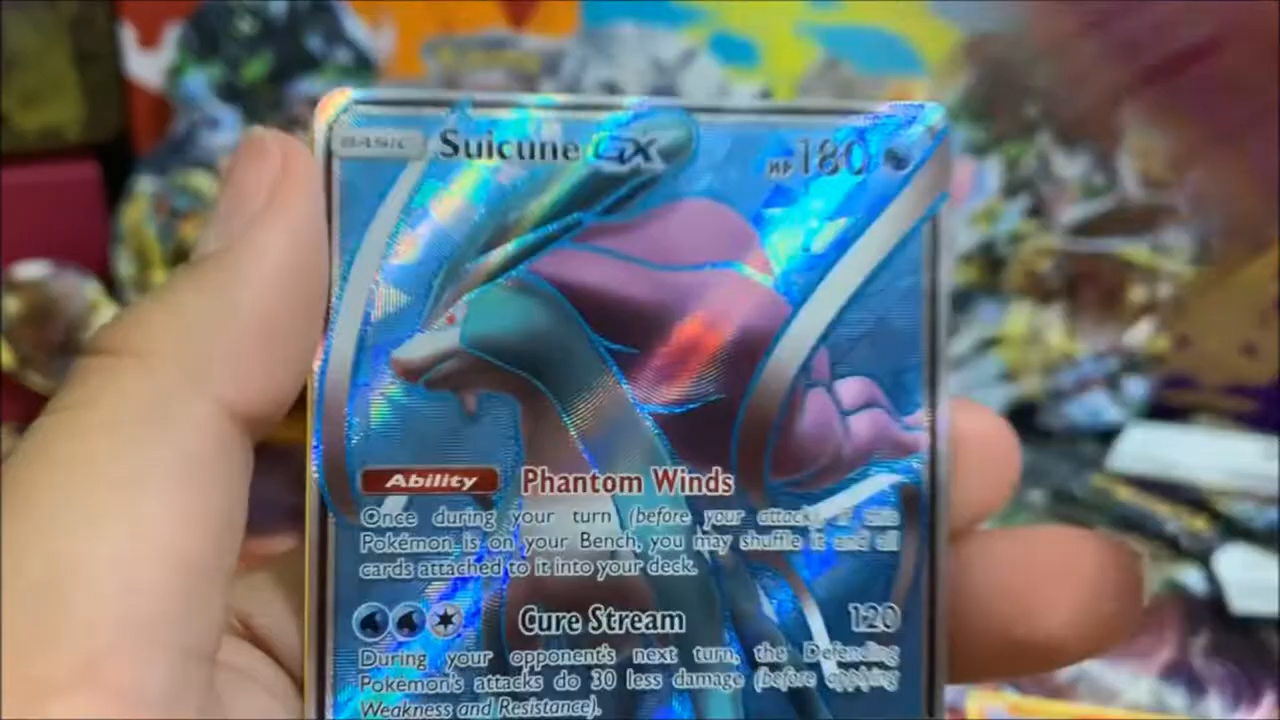 BASIC Suicune GX HP 180
Ability Phantom Winds
Once during your turn (before your attack), if this
Pokémon is on your Bench, you may shuffle it and all
cards attached to it into your deck.
Cure Stream 120
During your opponent's next turn, the Defending
Pokémon's attacks do 30 less damage (before applying
Weakness and Resistance).